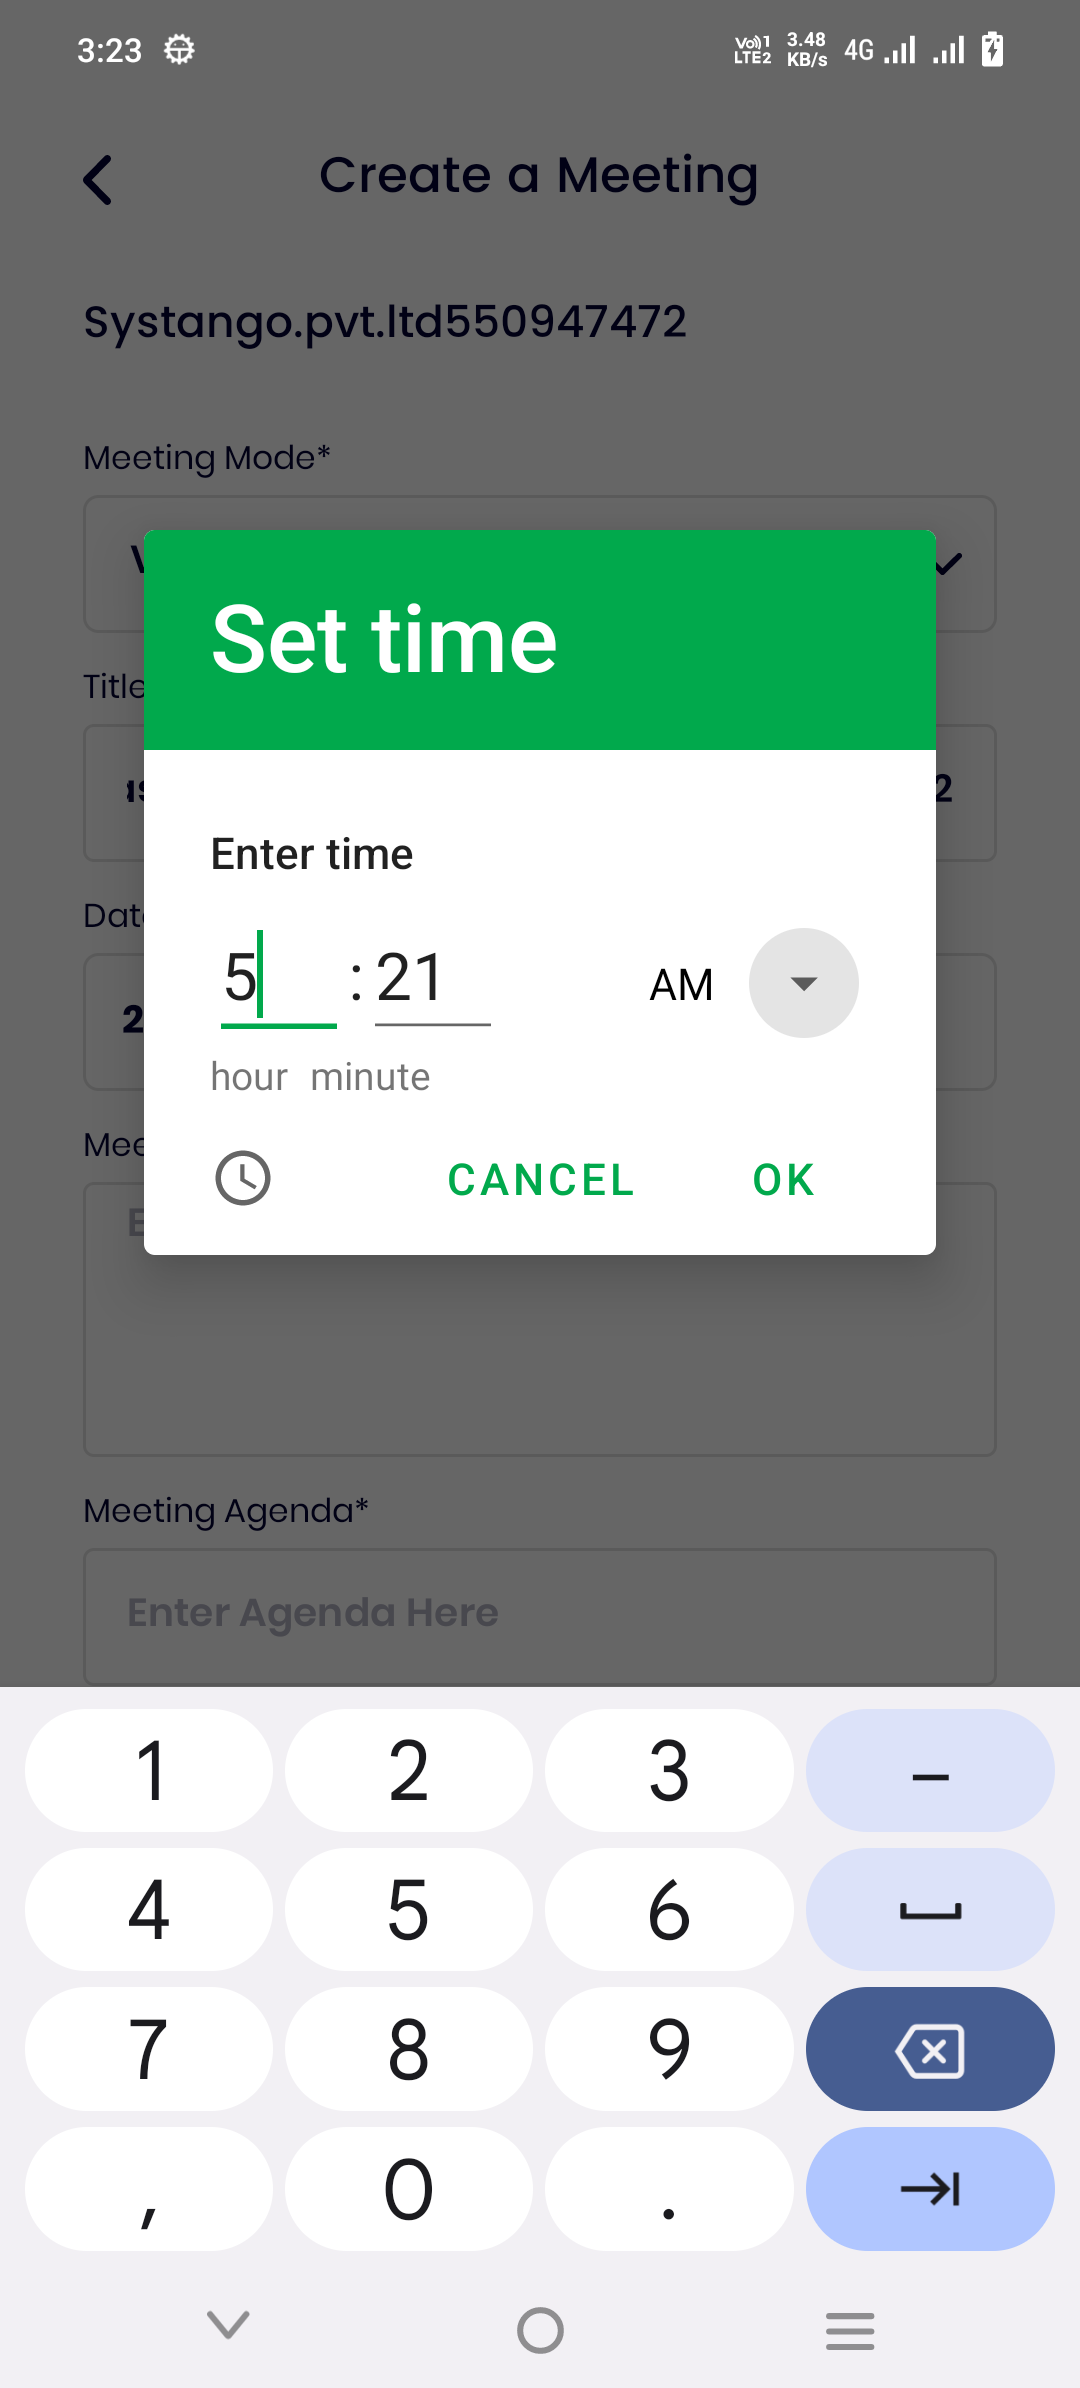 3:23
Vo)) 1
LTE2
3.48
KB/s
4G
Create a Meeting
Systango.pvt.ltd550947472
Meeting Mode*
Set time
Title
2
Enter time
5 : 21 AM
hour minute
CANCEL OK
Meeting Agenda*
Enter Agenda Here
1 2 3 –
4 5 6
7 8 9
, 0 .